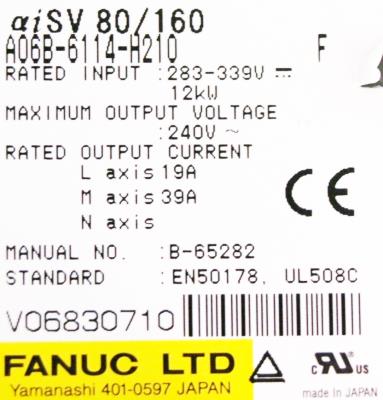 αiSV 80/160
A06B-6114-H210 F
RATED INPUT :283-339V ⎓
12kW
MAXIMUM OUTPUT VOLTAGE
:240V ~
RATED OUTPUT CURRENT
L axis 19A
M axis 39A
N axis
CE
MANUAL NO. :B-65282
STANDARD :EN50178, UL508C
V06830710
FANUC LTD
Yamanashi 401-0597 JAPAN
c RU us
made in JAPAN